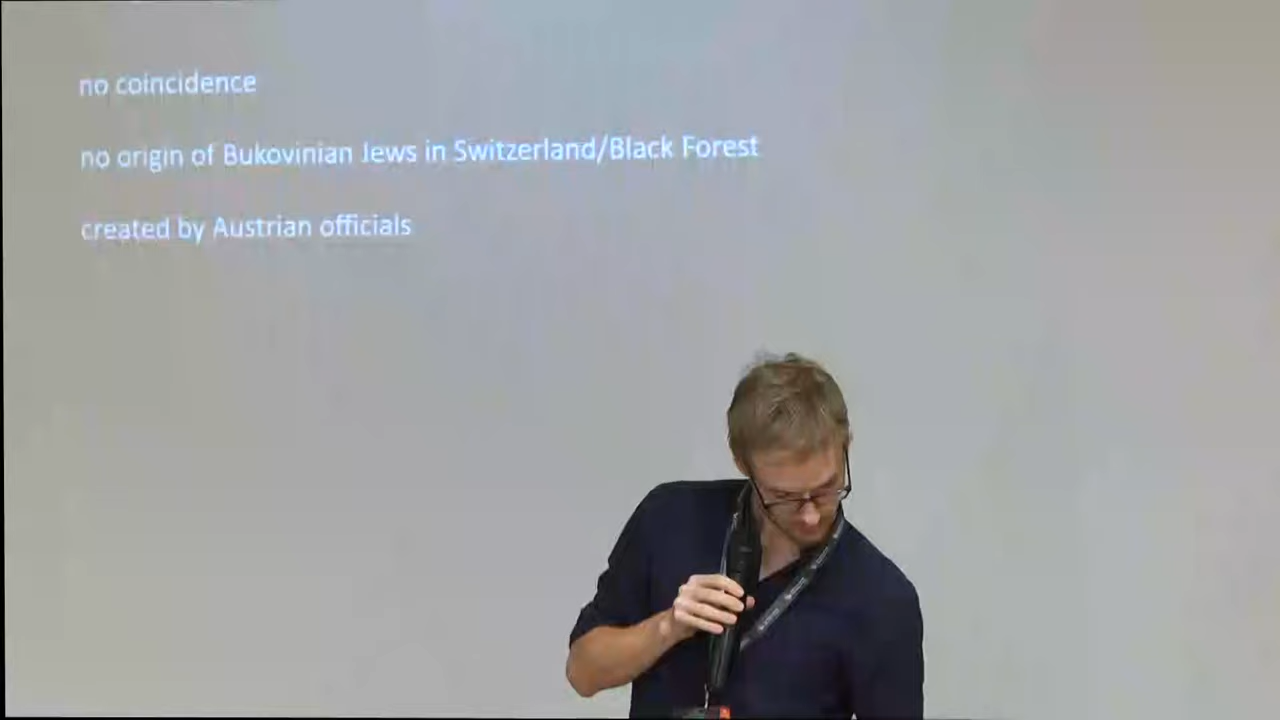 no coincidence
no origin of Bukovinian Jews in Switzerland/Black Forest
created by Austrian officials